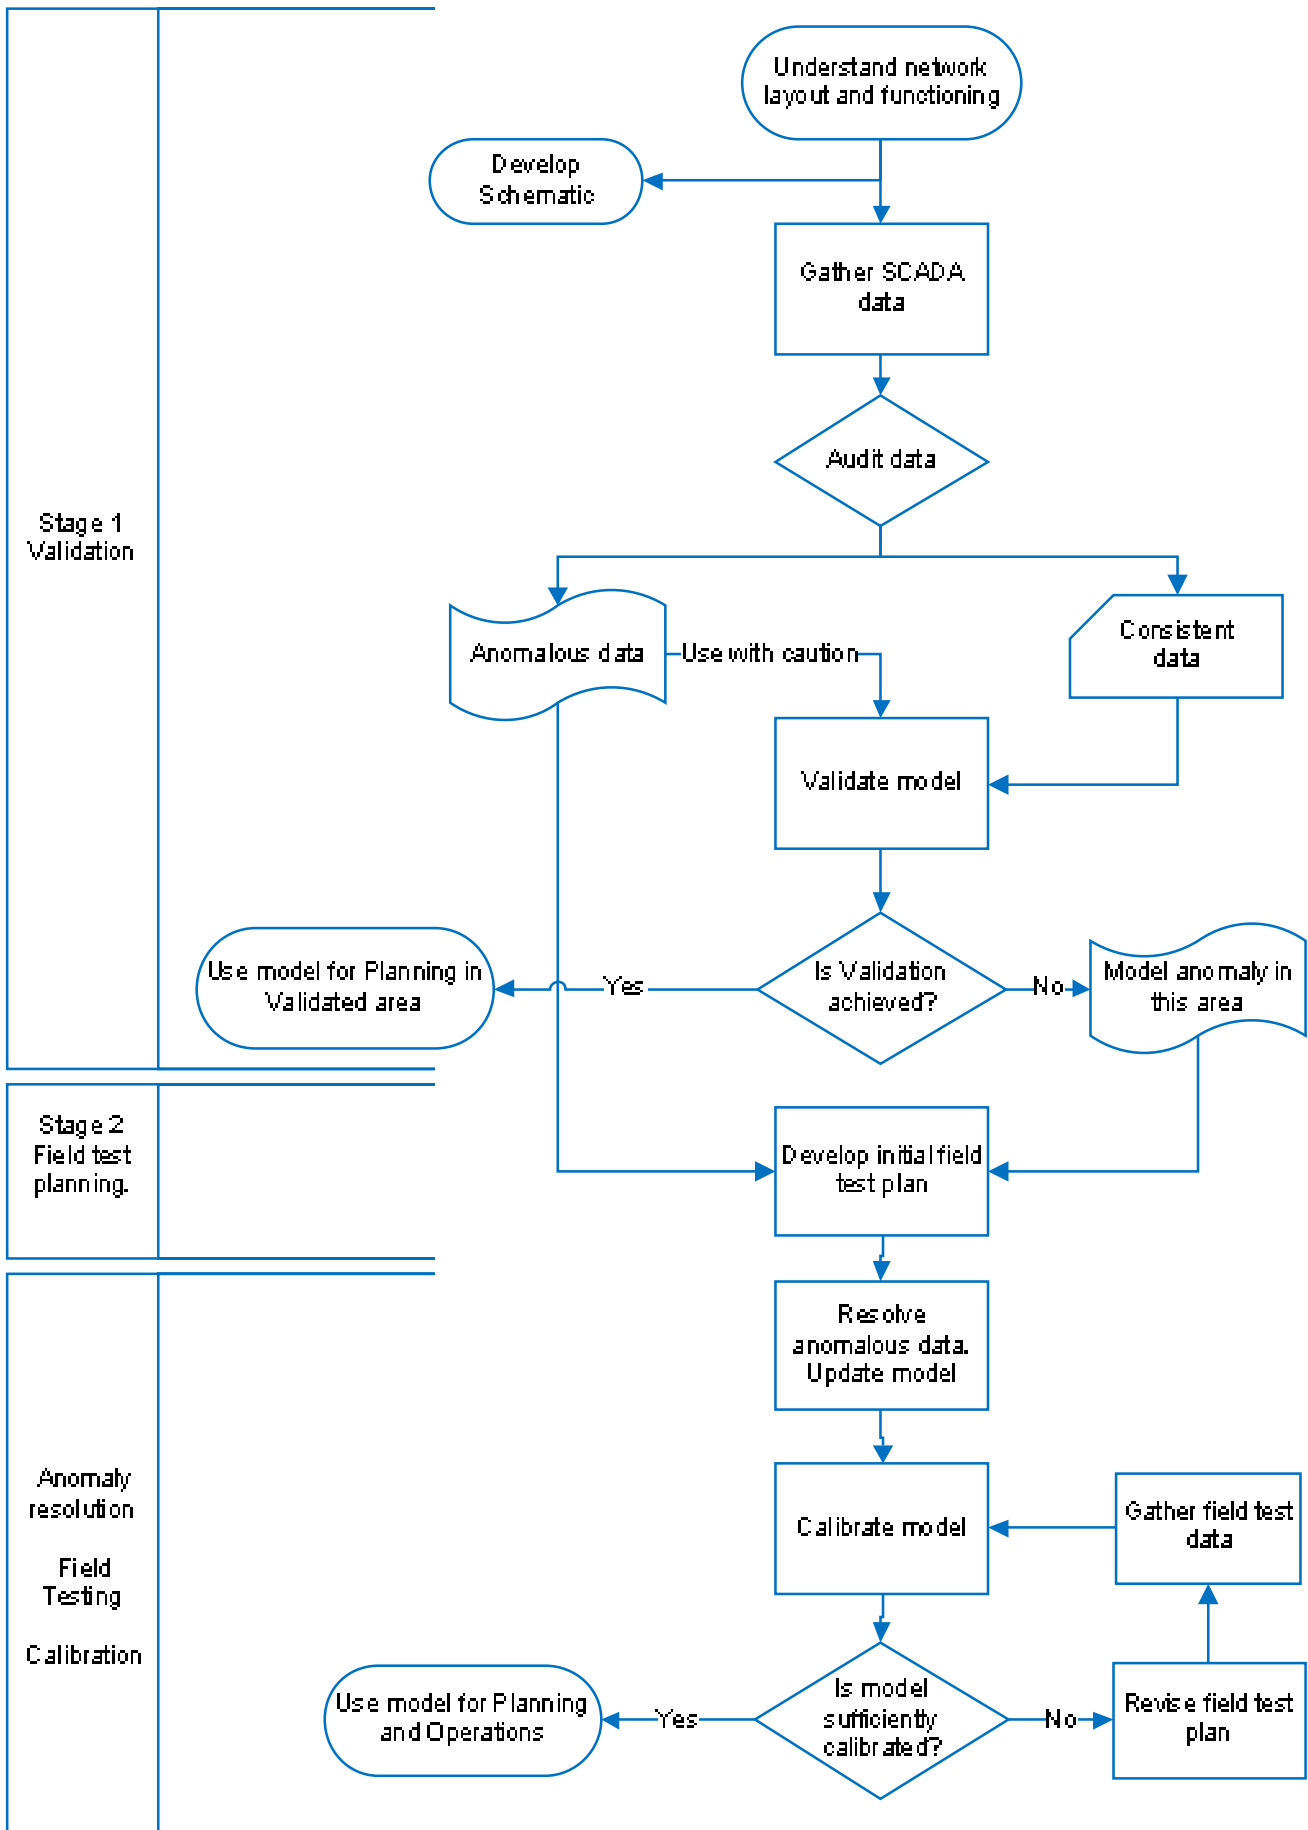 Understand network
layout and functioning
Develop
Schematic
Gather SCADA
data
Audit data
Stage 1
Validation
Anomalous data
Use with caution
Consistent
data
Validate model
Use model for Planning in
Validated area
Yes
Is Validation
achieved?
No
Model anomaly in
this area
Stage 2
Field test
planning.
Develop initial field
test plan
Resolve
anomalous data.
Update model
Anomaly
resolution
Field
Testing
Calibration
Calibrate model
Gather field test
data
Use model for Planning
and Operations
Yes
Is model
sufficiently
calibrated?
No
Revise field test
plan